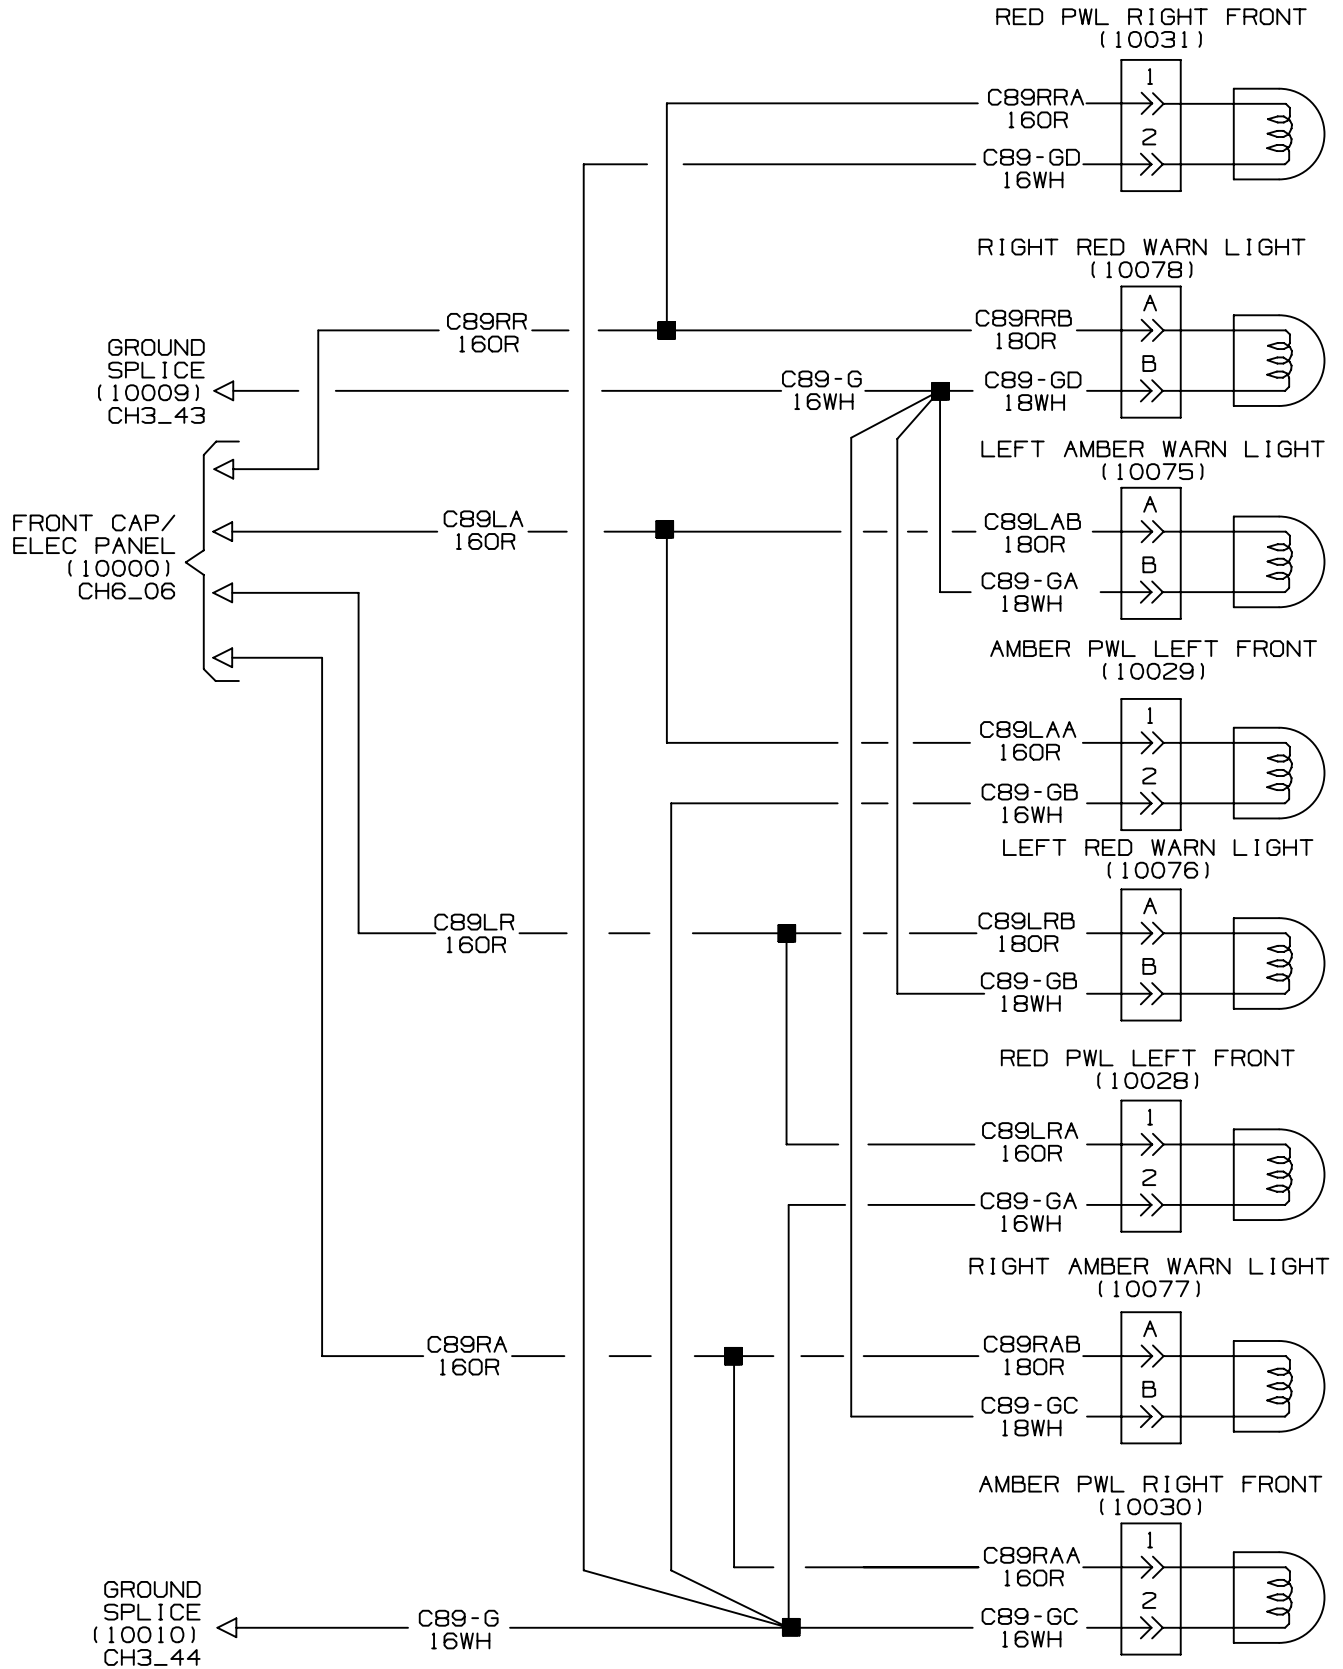 RED PWL RIGHT FRONT
(10031)
1
C89RRA
16OR
2
C89-GD
16WH
RIGHT RED WARN LIGHT
(10078)
A
C89RR
16OR
C89RRB
18OR
GROUND
SPLICE
(10009)
CH3_43
B
C89-G
16WH
C89-GD
18WH
LEFT AMBER WARN LIGHT
(10075)
A
FRONT CAP/
ELEC PANEL
(10000)
CH6_06
C89LA
16OR
C89LAB
18OR
B
C89-GA
18WH
AMBER PWL LEFT FRONT
(10029)
1
C89LAA
16OR
2
C89-GB
16WH
LEFT RED WARN LIGHT
(10076)
A
C89LR
16OR
C89LRB
18OR
B
C89-GB
18WH
RED PWL LEFT FRONT
(10028)
1
C89LRA
16OR
2
C89-GA
16WH
RIGHT AMBER WARN LIGHT
(10077)
A
C89RA
16OR
C89RAB
18OR
B
C89-GC
18WH
AMBER PWL RIGHT FRONT
(10030)
1
C89RAA
16OR
2
GROUND
SPLICE
(10010)
CH3_44
C89-G
16WH
C89-GC
16WH